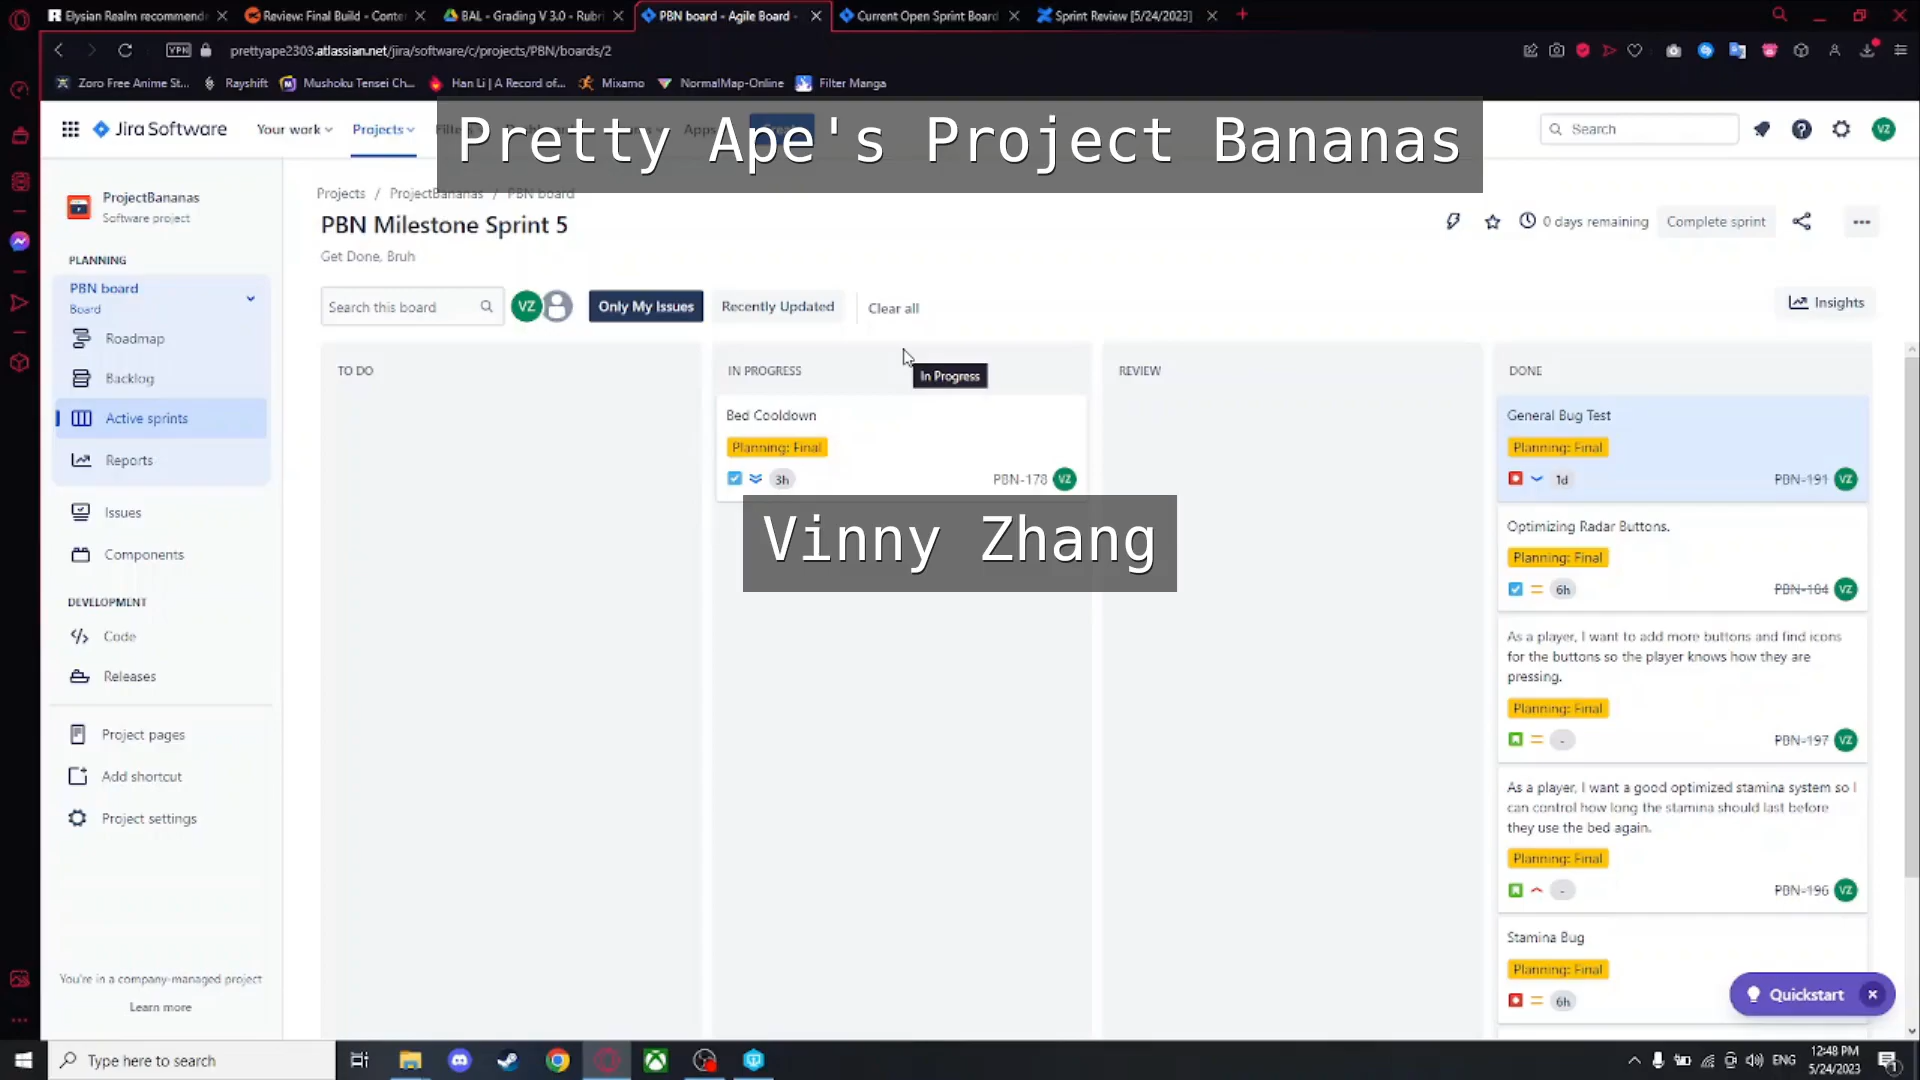 Elysian Realm recommend
Review: Final Build - Conte
BAL - Grading V 3.0 - Rubri
PBN board - Agile Board -
Current Open Sprint Board
Sprint Review [5/24/2023]
VPN
prettyape2303.atlassian.net/jira/software/c/projects/PBN/boards/2
Zoro Free Anime St...
Rayshift
Mushoku Tensei Ch...
Han Li | A Record of...
Mixamo
NormalMap-Online
Filter Manga
Jira Software
Your work
Projects
Apps
Search
VZ
Pretty Ape's Project Bananas
ProjectBananas
Software project
PLANNING
PBN board
Board
Roadmap
Backlog
Active sprints
Reports
Issues
Components
DEVELOPMENT
Code
Releases
Project pages
Add shortcut
Project settings
You're in a company-managed project
Learn more
Projects / ProjectBananas / PBN board
PBN Milestone Sprint 5
Get Done, Bruh
0 days remaining
Complete sprint
Search this board
VZ
Only My Issues
Recently Updated
Clear all
Insights
TO DO
IN PROGRESS
In Progress
Bed Cooldown
Planning: Final
3h
PBN-178
VZ
Vinny Zhang
REVIEW
DONE
General Bug Test
Planning: Final
1d
PBN-191
VZ
Optimizing Radar Buttons.
Planning: Final
6h
PBN-184
VZ
As a player, I want to add more buttons and find icons
for the buttons so the player knows how they are
pressing.
Planning: Final
-
PBN-197
VZ
As a player, I want a good optimized stamina system so I
can control how long the stamina should last before
they use the bed again.
Planning: Final
-
PBN-196
VZ
Stamina Bug
Planning: Final
6h
Quickstart
Type here to search
ENG
12:48 PM
5/24/2023
1